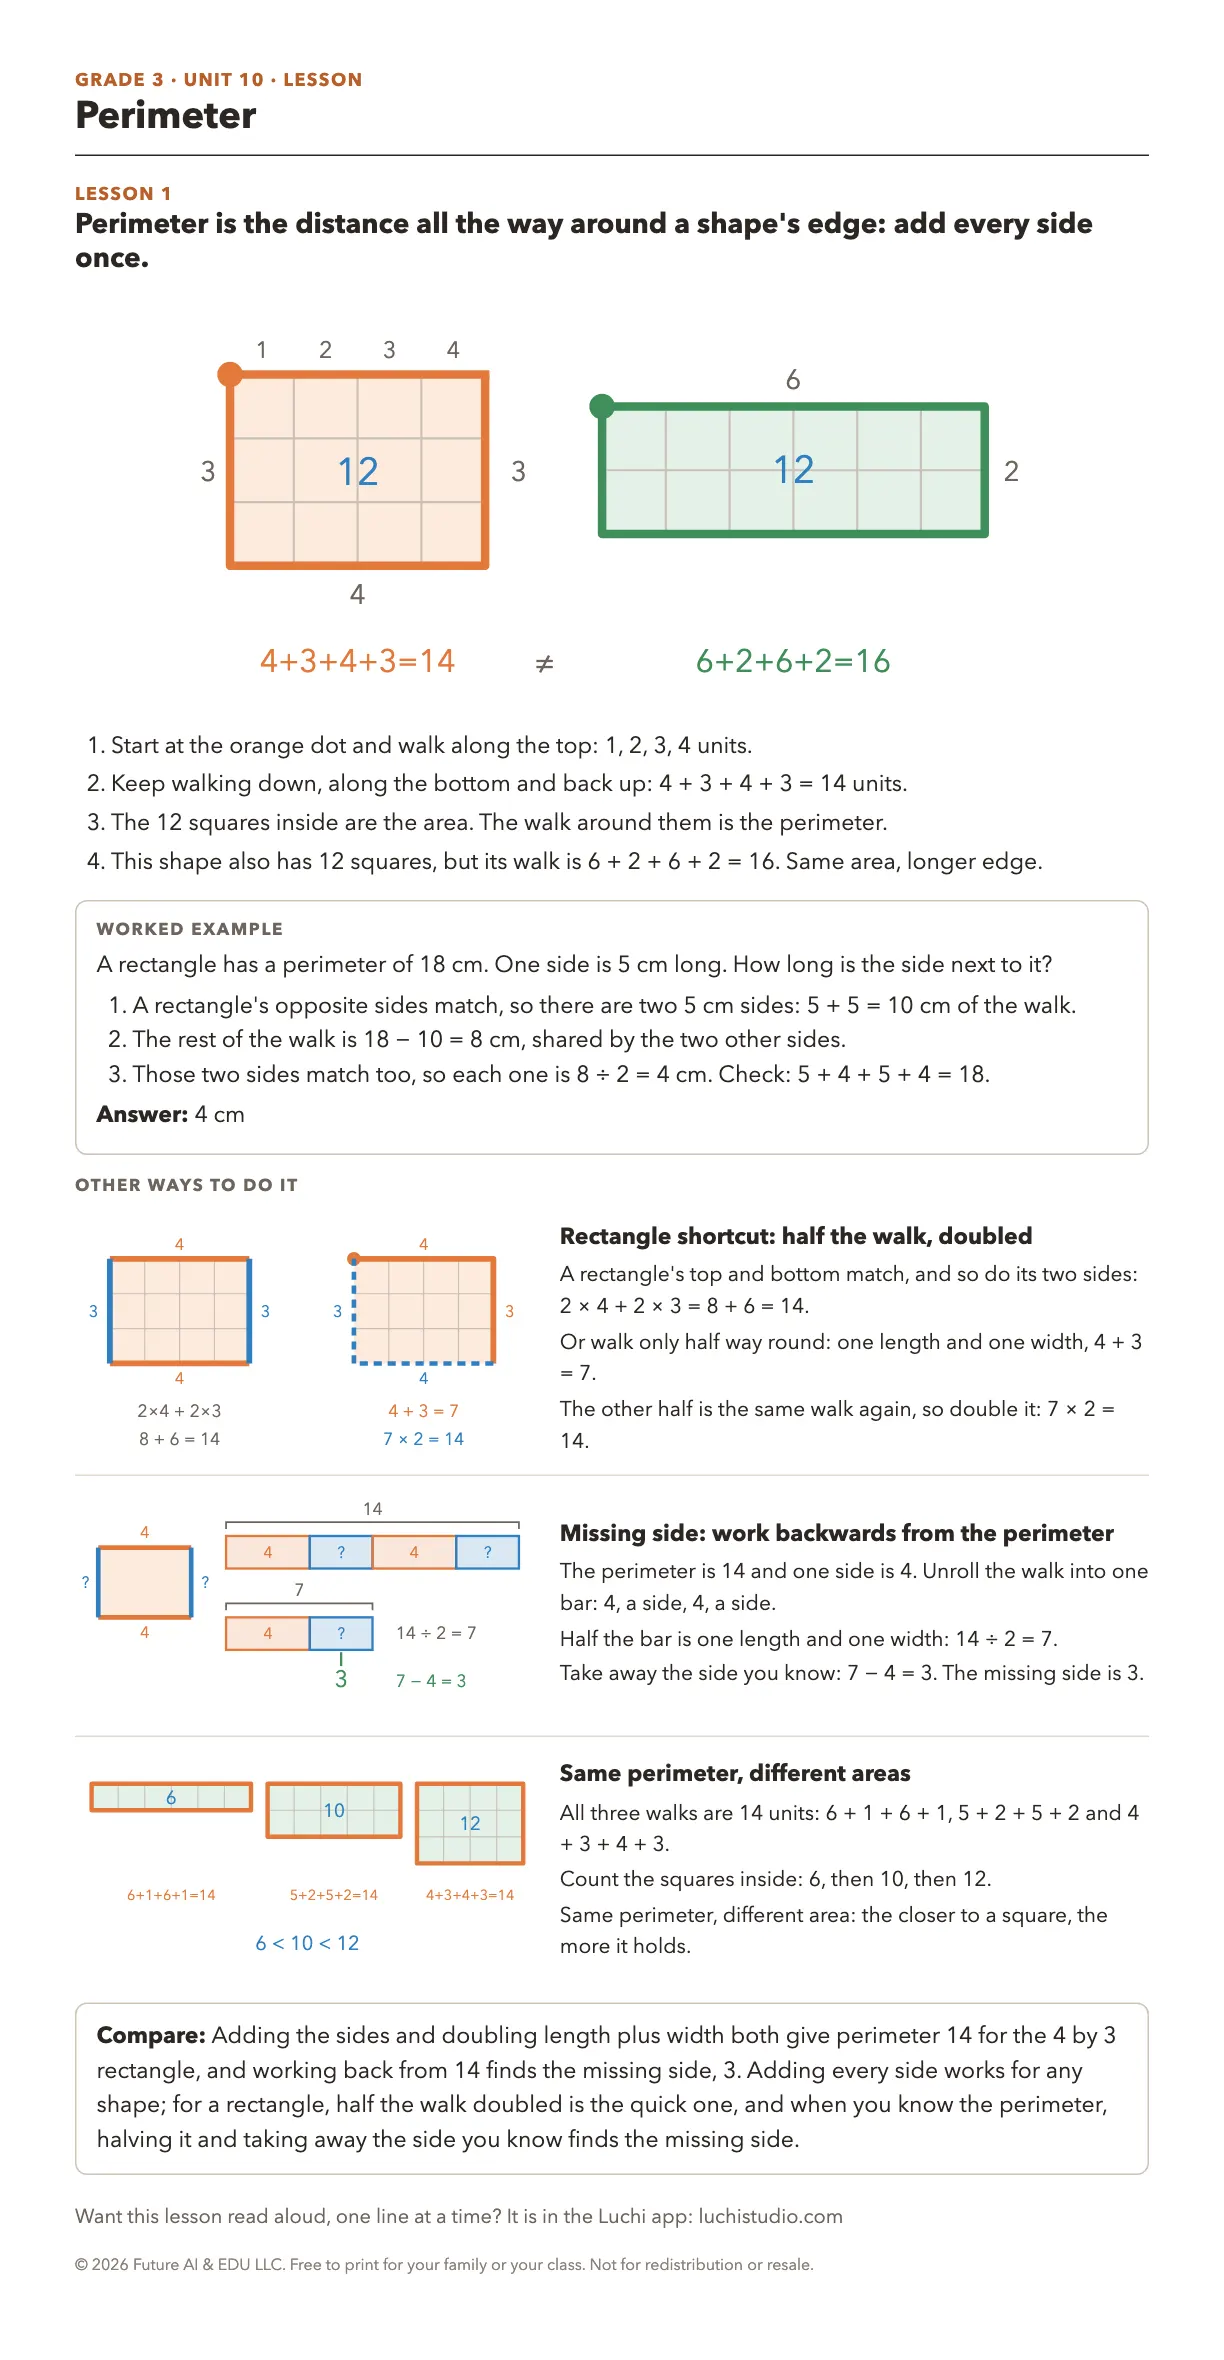 GRADE 3 · UNIT 10 · LESSON
Perimeter
LESSON 1
Perimeter is the distance all the way around a shape's edge: add every side
once.
1 2 3 4
6
3
12
3
12
2
4
4+3+4+3=14
≠
6+2+6+2=16
1. Start at the orange dot and walk along the top: 1, 2, 3, 4 units.
2. Keep walking down, along the bottom and back up: 4 + 3 + 4 + 3 = 14 units.
3. The 12 squares inside are the area. The walk around them is the perimeter.
4. This shape also has 12 squares, but its walk is 6 + 2 + 6 + 2 = 16. Same area, longer edge.
WORKED EXAMPLE
A rectangle has a perimeter of 18 cm. One side is 5 cm long. How long is the side next to it?
1. A rectangle's opposite sides match, so there are two 5 cm sides: 5 + 5 = 10 cm of the walk.
2. The rest of the walk is 18 − 10 = 8 cm, shared by the two other sides.
3. Those two sides match too, so each one is 8 ÷ 2 = 4 cm. Check: 5 + 4 + 5 + 4 = 18.
Answer: 4 cm
OTHER WAYS TO DO IT
4
3
3
4
2×4 + 2×3
8 + 6 = 14
4
3
3
4
4 + 3 = 7
7 × 2 = 14
Rectangle shortcut: half the walk, doubled
A rectangle's top and bottom match, and so do its two sides:
2 × 4 + 2 × 3 = 8 + 6 = 14.
Or walk only half way round: one length and one width, 4 + 3
= 7.
The other half is the same walk again, so double it: 7 × 2 =
14.
4
?
?
4
14
4 ? 4 ?
7
4 ?
14 ÷ 2 = 7
3
7 − 4 = 3
Missing side: work backwards from the perimeter
The perimeter is 14 and one side is 4. Unroll the walk into one
bar: 4, a side, 4, a side.
Half the bar is one length and one width: 14 ÷ 2 = 7.
Take away the side you know: 7 − 4 = 3. The missing side is 3.
6
10
12
6+1+6+1=14
5+2+5+2=14
4+3+4+3=14
6 < 10 < 12
Same perimeter, different areas
All three walks are 14 units: 6 + 1 + 6 + 1, 5 + 2 + 5 + 2 and 4
+ 3 + 4 + 3.
Count the squares inside: 6, then 10, then 12.
Same perimeter, different area: the closer to a square, the
more it holds.
Compare: Adding the sides and doubling length plus width both give perimeter 14 for the 4 by 3
rectangle, and working back from 14 finds the missing side, 3. Adding every side works for any
shape; for a rectangle, half the walk doubled is the quick one, and when you know the perimeter,
halving it and taking away the side you know finds the missing side.
Want this lesson read aloud, one line at a time? It is in the Luchi app: luchistudio.com
© 2026 Future AI & EDU LLC. Free to print for your family or your class. Not for redistribution or resale.